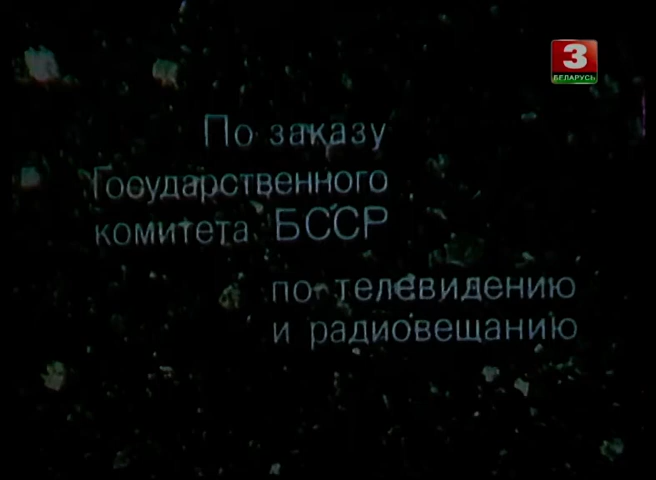 3
БЕЛАРУСЬ
По заказу
Государственного
комитета БССР
по телевидению
и радиовещанию